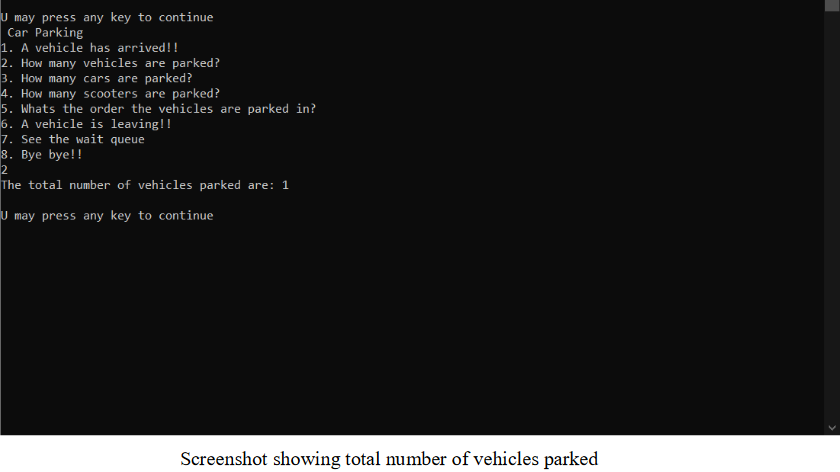 U may press any key to continue
Car Parking
1. A vehicle has arrived!!
2. How many vehicles are parked?
3. How many cars are parked?
4. How many scooters are parked?
5. Whats the order the vehicles are parked in?
6. A vehicle is leaving!!
7. See the wait queue
8. Bye bye!!
2
The total number of vehicles parked are: 1
U may press any key to continue
Screenshot showing total number of vehicles parked